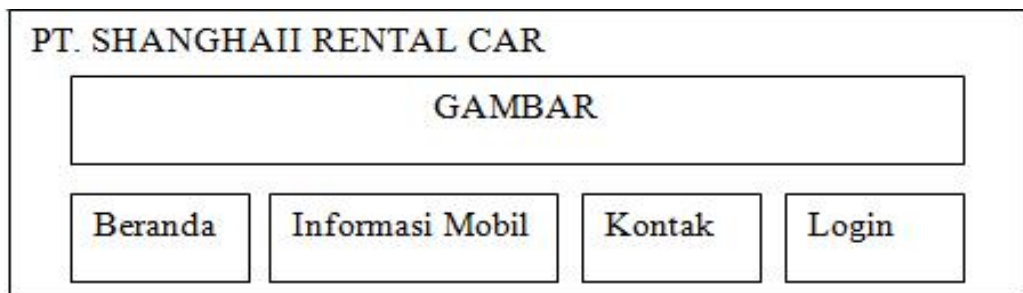 PT. SHANGHAII RENTAL CAR
GAMBAR
Beranda Informasi Mobil Kontak Login